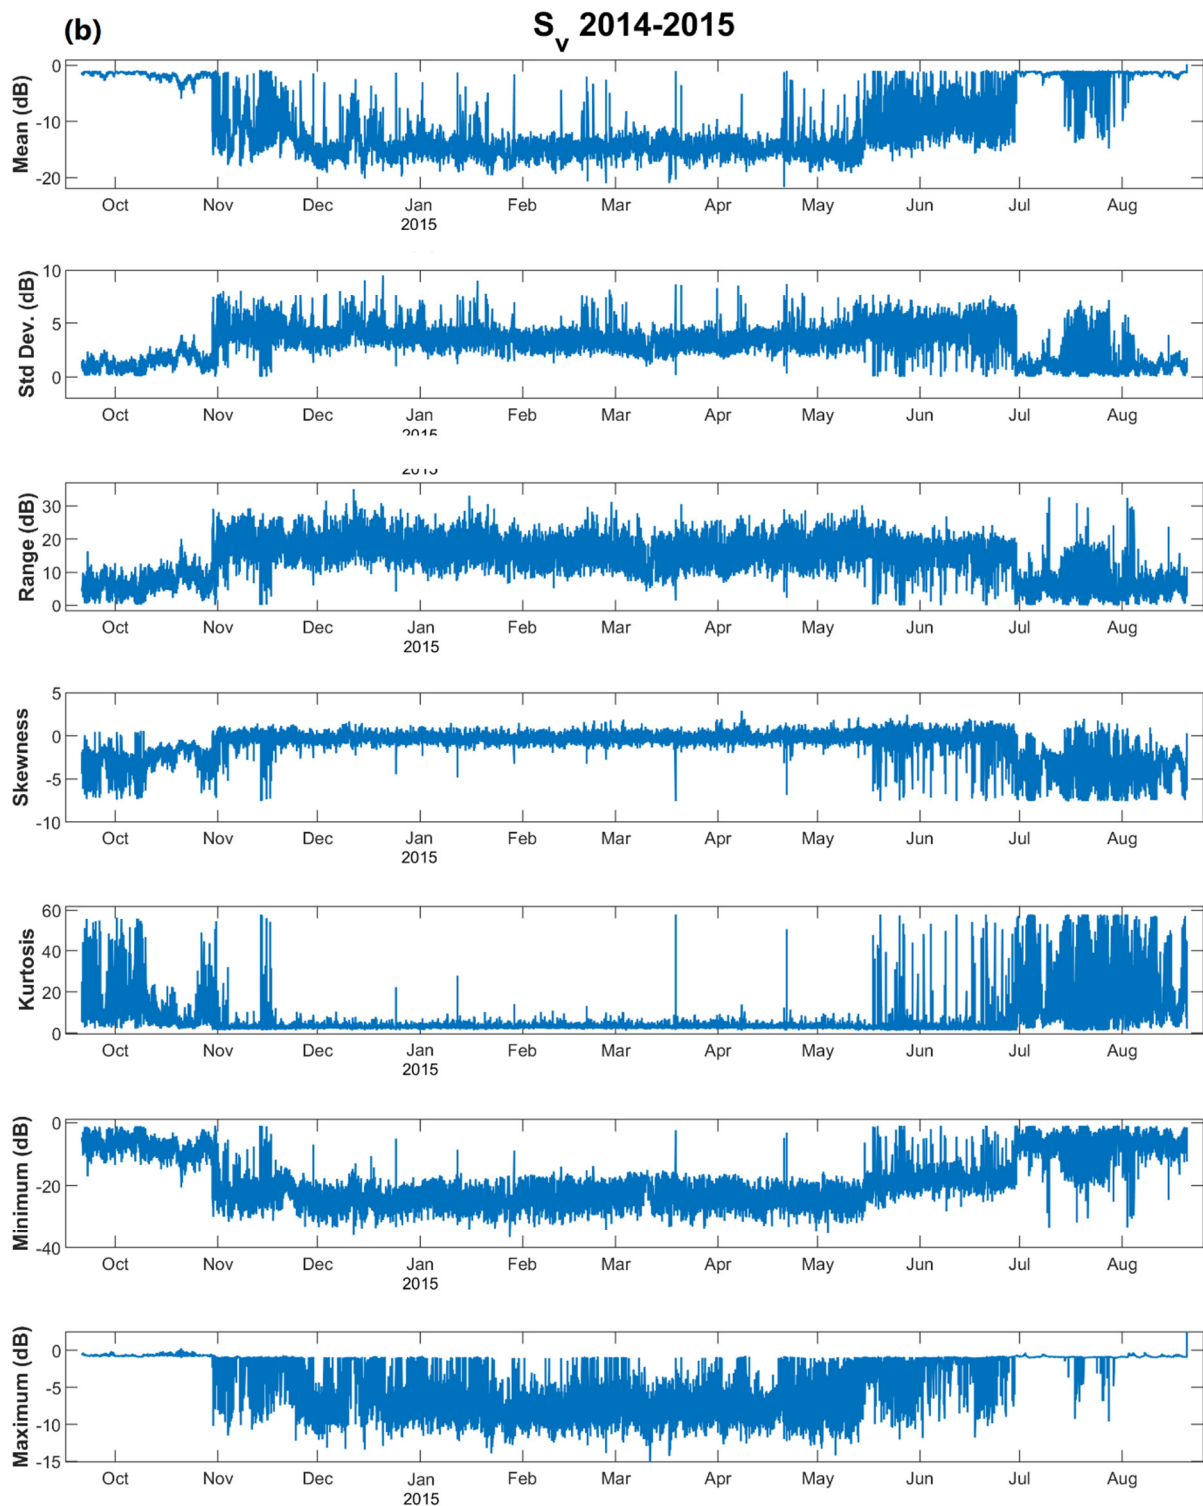 (b)
S_v 2014-2015
Mean (dB)
0
-10
-20
Oct Nov Dec Jan Feb Mar Apr May Jun Jul Aug
2015
Std Dev. (dB)
10
5
0
Oct Nov Dec Jan Feb Mar Apr May Jun Jul Aug
2015
2015
Range (dB)
30
20
10
0
Oct Nov Dec Jan Feb Mar Apr May Jun Jul Aug
2015
Skewness
5
0
-5
-10
Oct Nov Dec Jan Feb Mar Apr May Jun Jul Aug
2015
Kurtosis
60
40
20
0
Oct Nov Dec Jan Feb Mar Apr May Jun Jul Aug
2015
Minimum (dB)
0
-20
-40
Oct Nov Dec Jan Feb Mar Apr May Jun Jul Aug
2015
Maximum (dB)
0
-5
-10
-15
Oct Nov Dec Jan Feb Mar Apr May Jun Jul Aug
2015